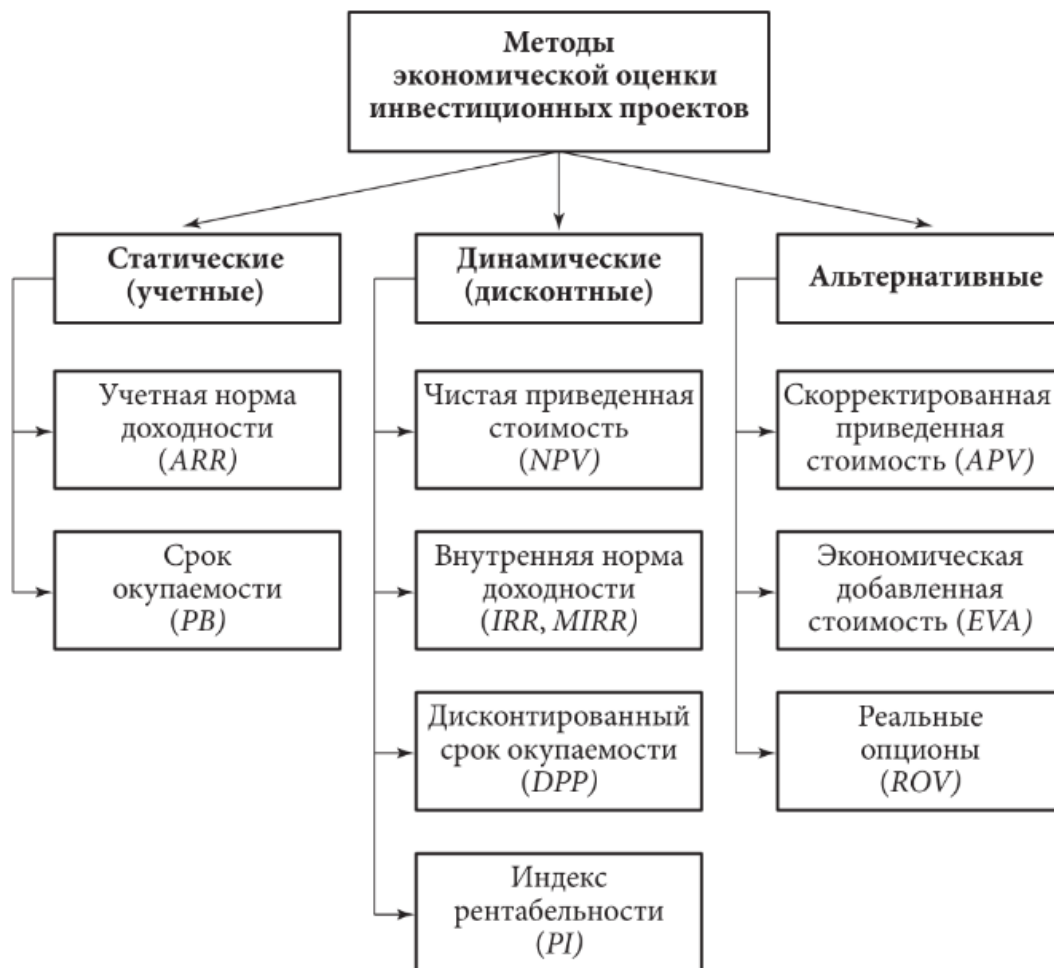 Методы
экономической оценки
инвестиционных проектов
Статические
(учетные)
Учетная норма
доходности
(ARR)
Срок
окупаемости
(PB)
Динамические
(дисконтные)
Чистая приведенная
стоимость
(NPV)
Внутренняя норма
доходности
(IRR, MIRR)
Дисконтированный
срок окупаемости
(DPP)
Индекс
рентабельности
(PI)
Альтернативные
Скорректированная
приведенная
стоимость (APV)
Экономическая
добавленная
стоимость (EVA)
Реальные
опционы
(ROV)